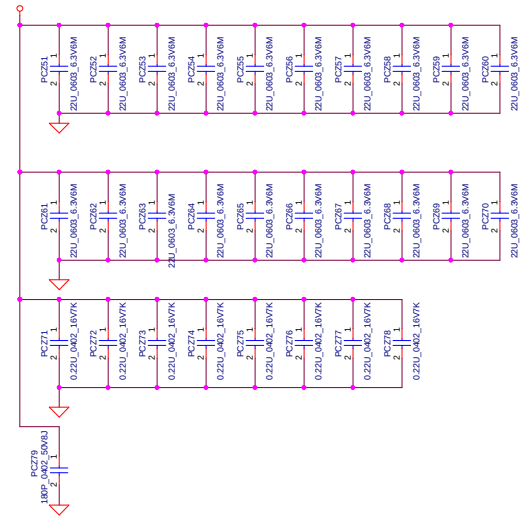 PCZ51 1 2 22U_0603_6.3V6M
PCZ52 1 2 22U_0603_6.3V6M
PCZ53 1 2 22U_0603_6.3V6M
PCZ54 1 2 22U_0603_6.3V6M
PCZ55 1 2 22U_0603_6.3V6M
PCZ56 1 2 22U_0603_6.3V6M
PCZ57 1 2 22U_0603_6.3V6M
PCZ58 1 2 22U_0603_6.3V6M
PCZ59 1 2 22U_0603_6.3V6M
PCZ60 1 2 22U_0603_6.3V6M
PCZ61 1 2 22U_0603_6.3V6M
PCZ62 1 2 22U_0603_6.3V6M
PCZ63 1 2 22U_0603_6.3V6M
PCZ64 1 2 22U_0603_6.3V6M
PCZ65 1 2 22U_0603_6.3V6M
PCZ66 1 2 22U_0603_6.3V6M
PCZ67 1 2 22U_0603_6.3V6M
PCZ68 1 2 22U_0603_6.3V6M
PCZ69 1 2 22U_0603_6.3V6M
PCZ70 1 2 22U_0603_6.3V6M
PCZ71 1 2 0.22U_0402_16V7K
PCZ72 1 2 0.22U_0402_16V7K
PCZ73 1 2 0.22U_0402_16V7K
PCZ74 1 2 0.22U_0402_16V7K
PCZ75 1 2 0.22U_0402_16V7K
PCZ76 1 2 0.22U_0402_16V7K
PCZ77 1 2 0.22U_0402_16V7K
PCZ78 1 2 0.22U_0402_16V7K
PCZ79 1 2 180P_0402_50V8J